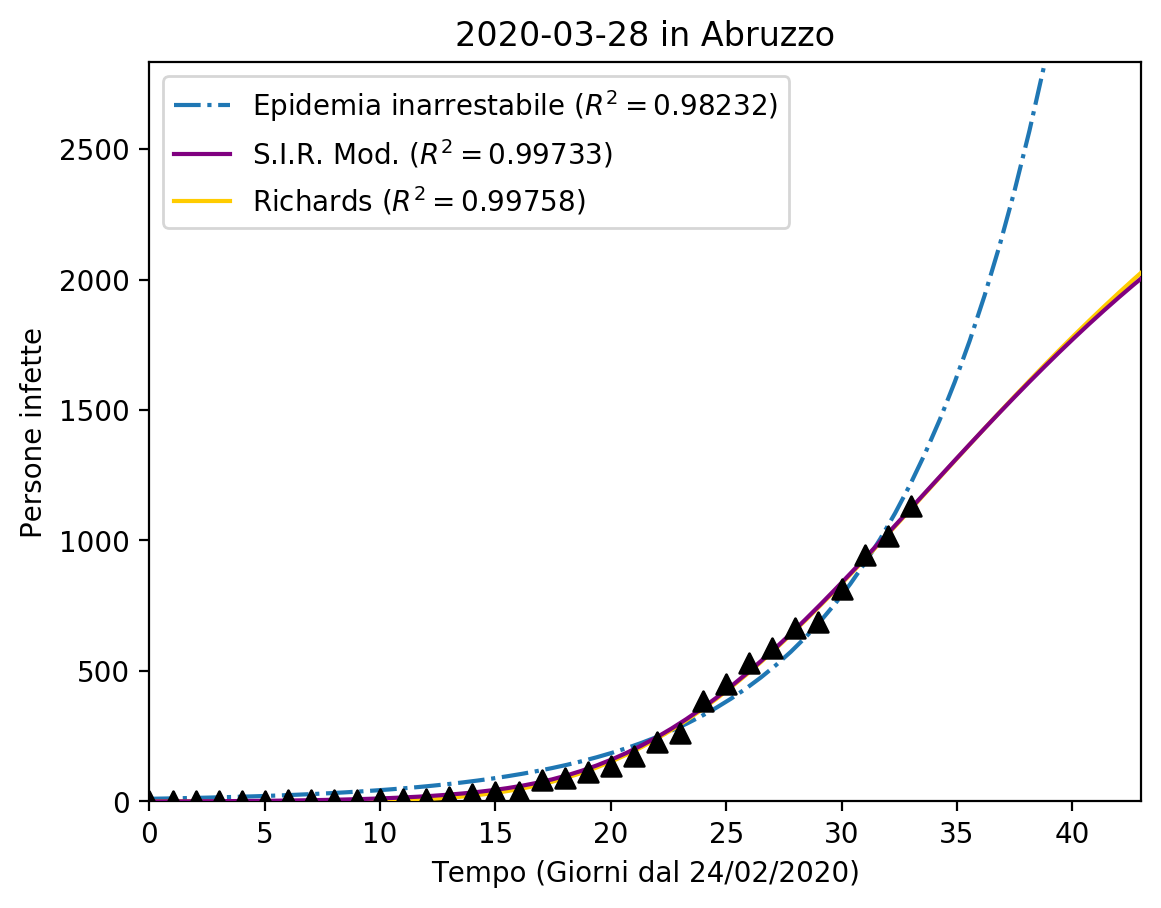 2020-03-28 in Abruzzo
Epidemia inarrestabile (R² = 0.98232)
S.I.R. Mod. (R² = 0.99733)
Richards (R² = 0.99758)
2500
2000
1500
1000
500
0
Persone infette
0 5 10 15 20 25 30 35 40
Tempo (Giorni dal 24/02/2020)